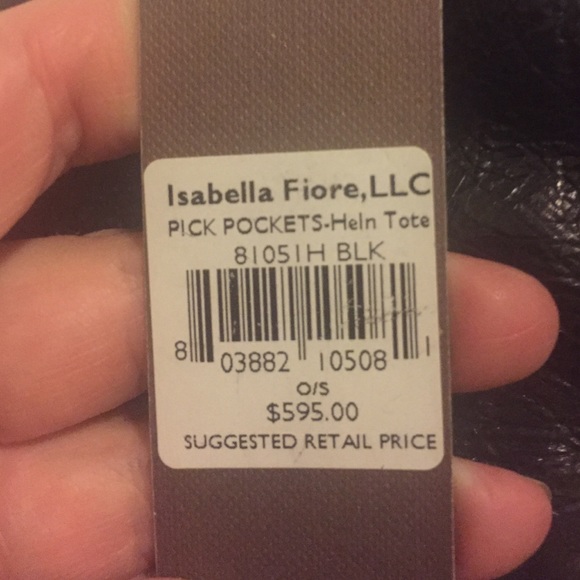 Isabella Fiore,LLC
PICK POCKETS-Heln Tote
81051H BLK
8 03882 10508 1
O/S
$595.00
SUGGESTED RETAIL PRICE